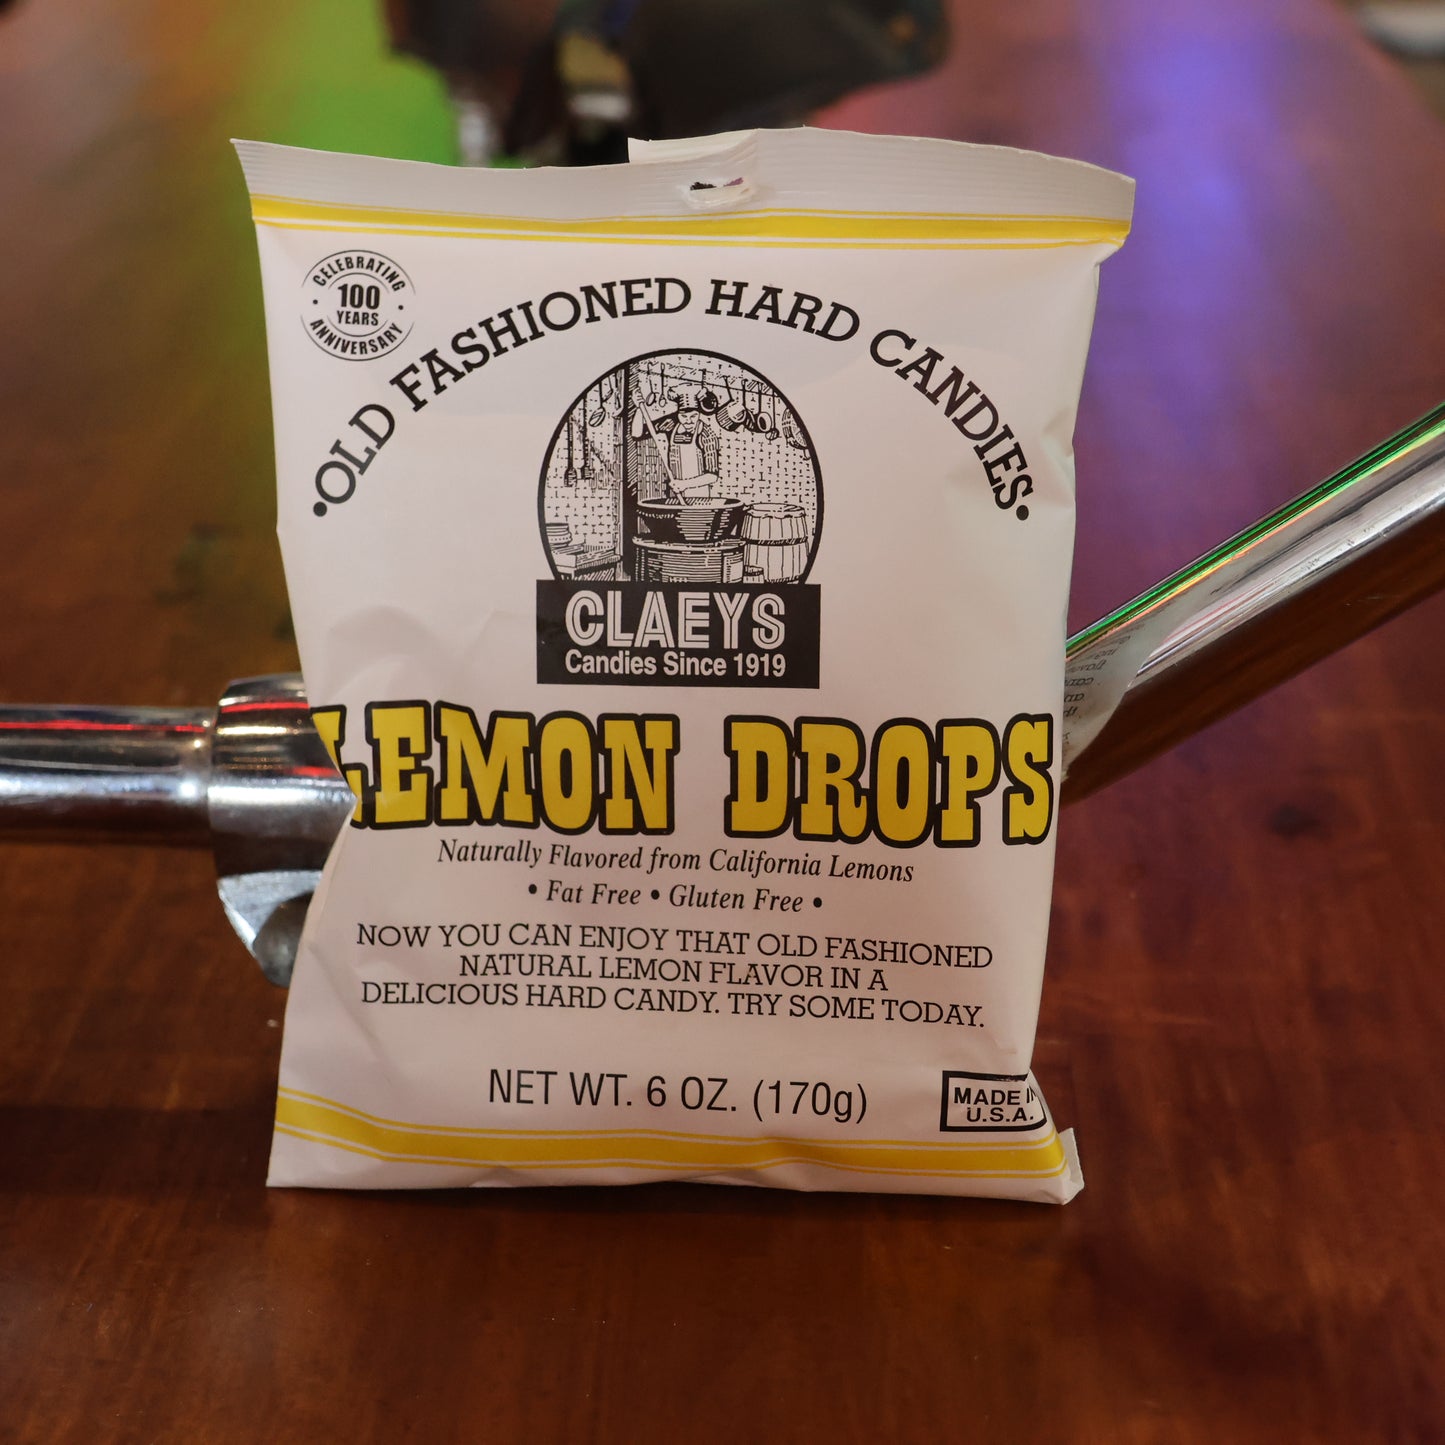 CELEBRATING
100
YEARS
ANNIVERSARY
•OLD FASHIONED HARD CANDIES•
CLAEYS
Candies Since 1919
LEMON DROPS
Naturally Flavored from California Lemons
• Fat Free • Gluten Free •
NOW YOU CAN ENJOY THAT OLD FASHIONED
NATURAL LEMON FLAVOR IN A
DELICIOUS HARD CANDY. TRY SOME TODAY.
NET WT. 6 OZ. (170g)
MADE IN
U.S.A.